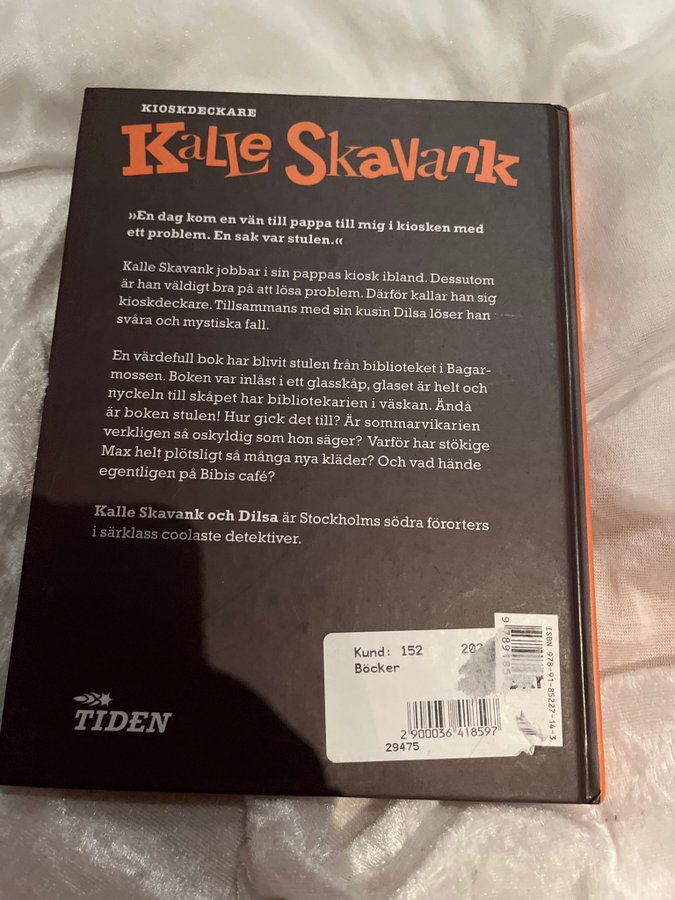 KIOSKDECKARE
Kalle Skavank
»En dag kom en vän till pappa till mig i kiosken med
ett problem. En sak var stulen.«
Kalle Skavank jobbar i sin pappas kiosk ibland. Dessutom
är han väldigt bra på att lösa problem. Därför kallar han sig
kioskdeckare. Tillsammans med sin kusin Dilsa löser han
svåra och mystiska fall.
En värdefull bok har blivit stulen från biblioteket i Bagar-
mossen. Boken var inlåst i ett glasskåp, glaset är helt och
nyckeln till skåpet har bibliotekarien i väskan. Ändå
är boken stulen! Hur gick det till? Är sommarvikarien
verkligen så oskyldig som hon säger? Varför har stökige
Max helt plötsligt så många nya kläder? Och vad hände
egentligen på Bibis café?
Kalle Skavank och Dilsa är Stockholms södra förorters
i särklass coolaste detektiver.
TIDEN
Kund: 152 202
Böcker
2 900036 418597
29475
ISBN 978-91-85227-14-3
9 78918